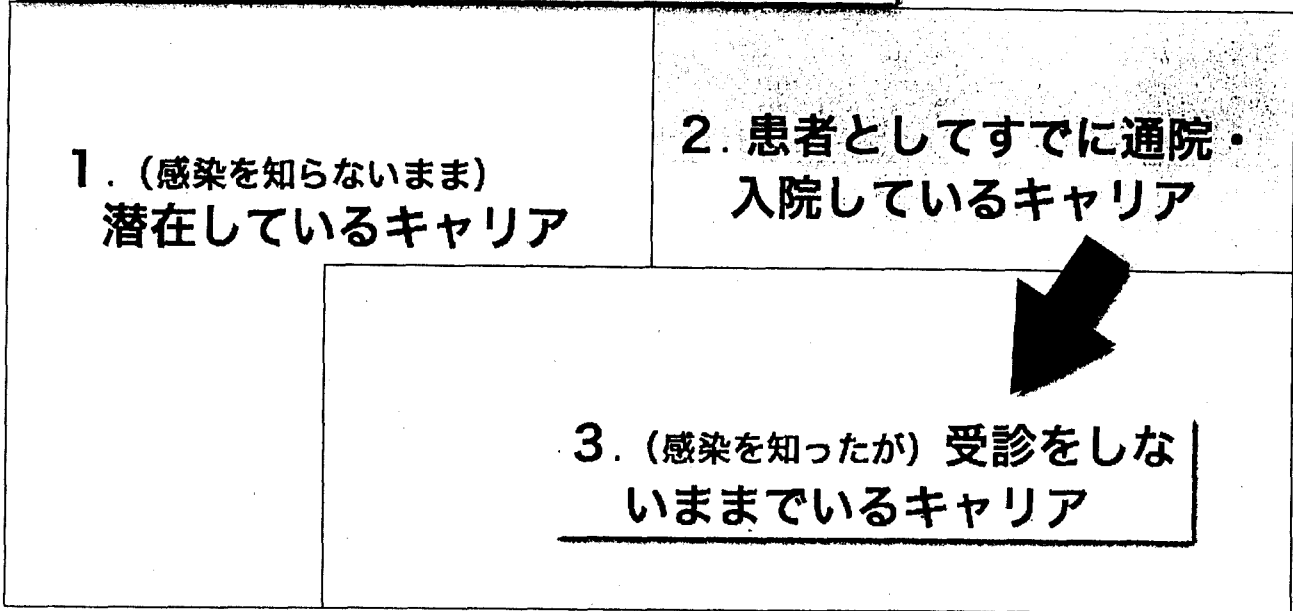 1.（感染を知らないまま）
潜在しているキャリア
2.患者としてすでに通院・
入院しているキャリア
3.（感染を知ったが）受診をしな
いままでいるキャリア